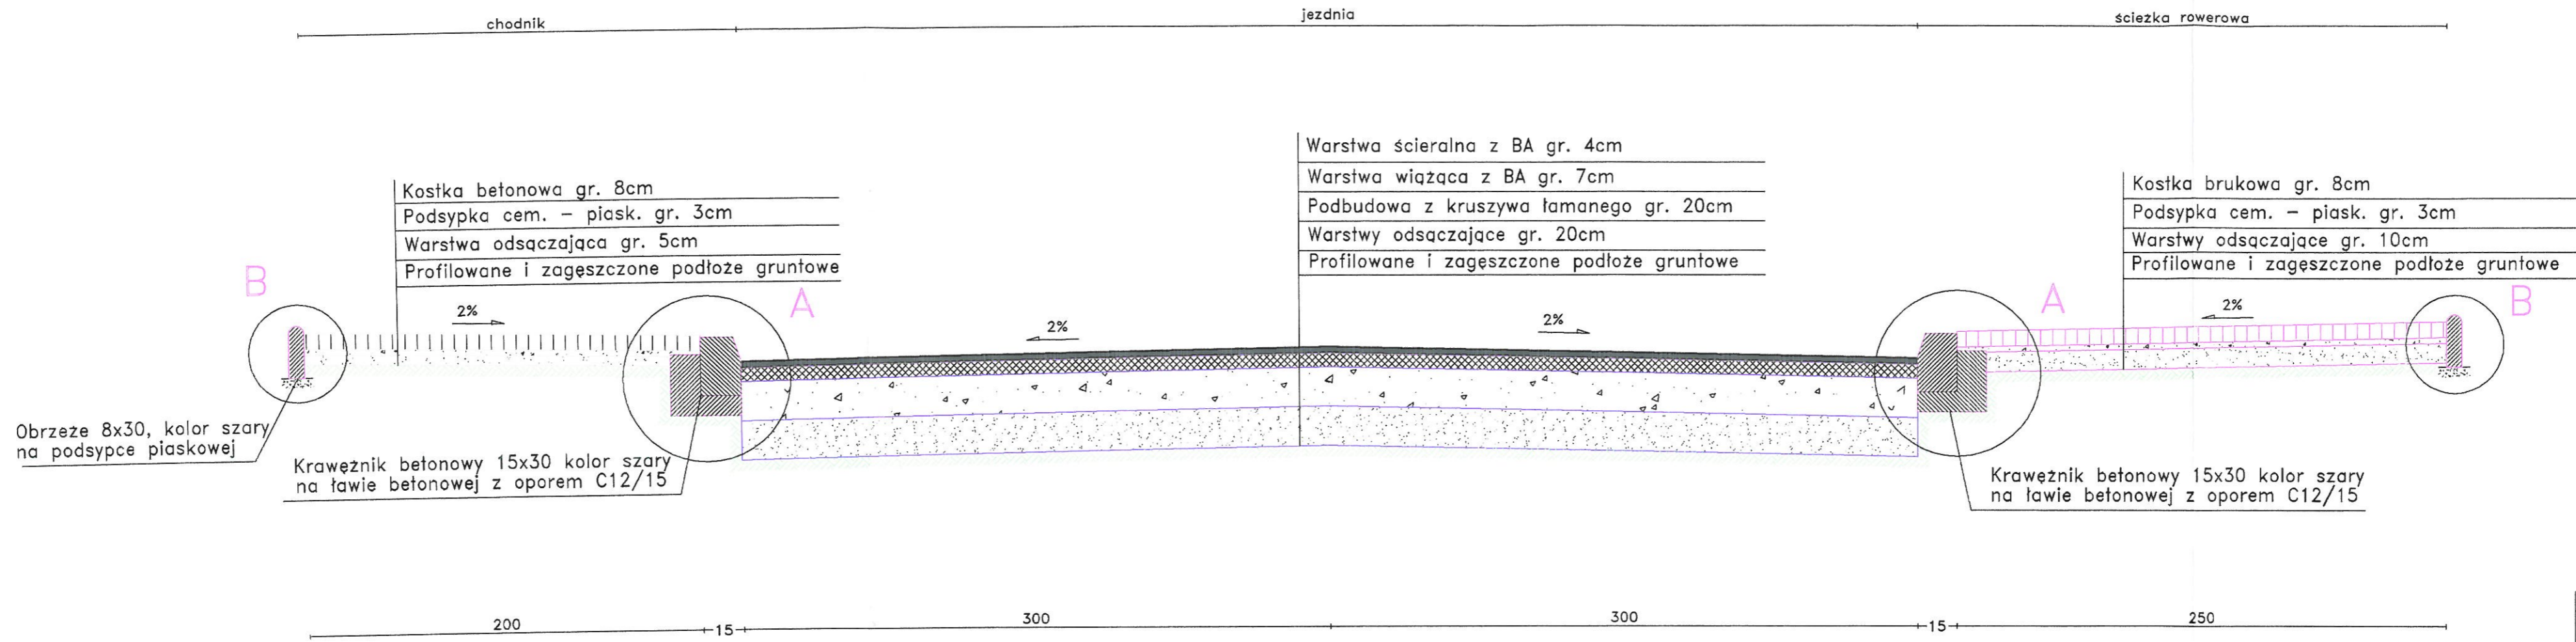 chodnik
jezdnia
ścieżka rowerowa
Kostka betonowa gr. 8cm
Podsypka cem. – piask. gr. 3cm
Warstwa odsączająca gr. 5cm
Profilowane i zagęszczone podłoże gruntowe
Warstwa ścieralna z BA gr. 4cm
Warstwa wiążąca z BA gr. 7cm
Podbudowa z kruszywa łamanego gr. 20cm
Warstwy odsączające gr. 20cm
Profilowane i zagęszczone podłoże gruntowe
Kostka brukowa gr. 8cm
Podsypka cem. – piask. gr. 3cm
Warstwy odsączające gr. 10cm
Profilowane i zagęszczone podłoże gruntowe
B
A
A
B
2%
2%
2%
2%
Obrzeże 8x30, kolor szary
na podsypce piaskowej
Krawężnik betonowy 15x30 kolor szary
na ławie betonowej z oporem C12/15
Krawężnik betonowy 15x30 kolor szary
na ławie betonowej z oporem C12/15
200
15
300
300
15
250